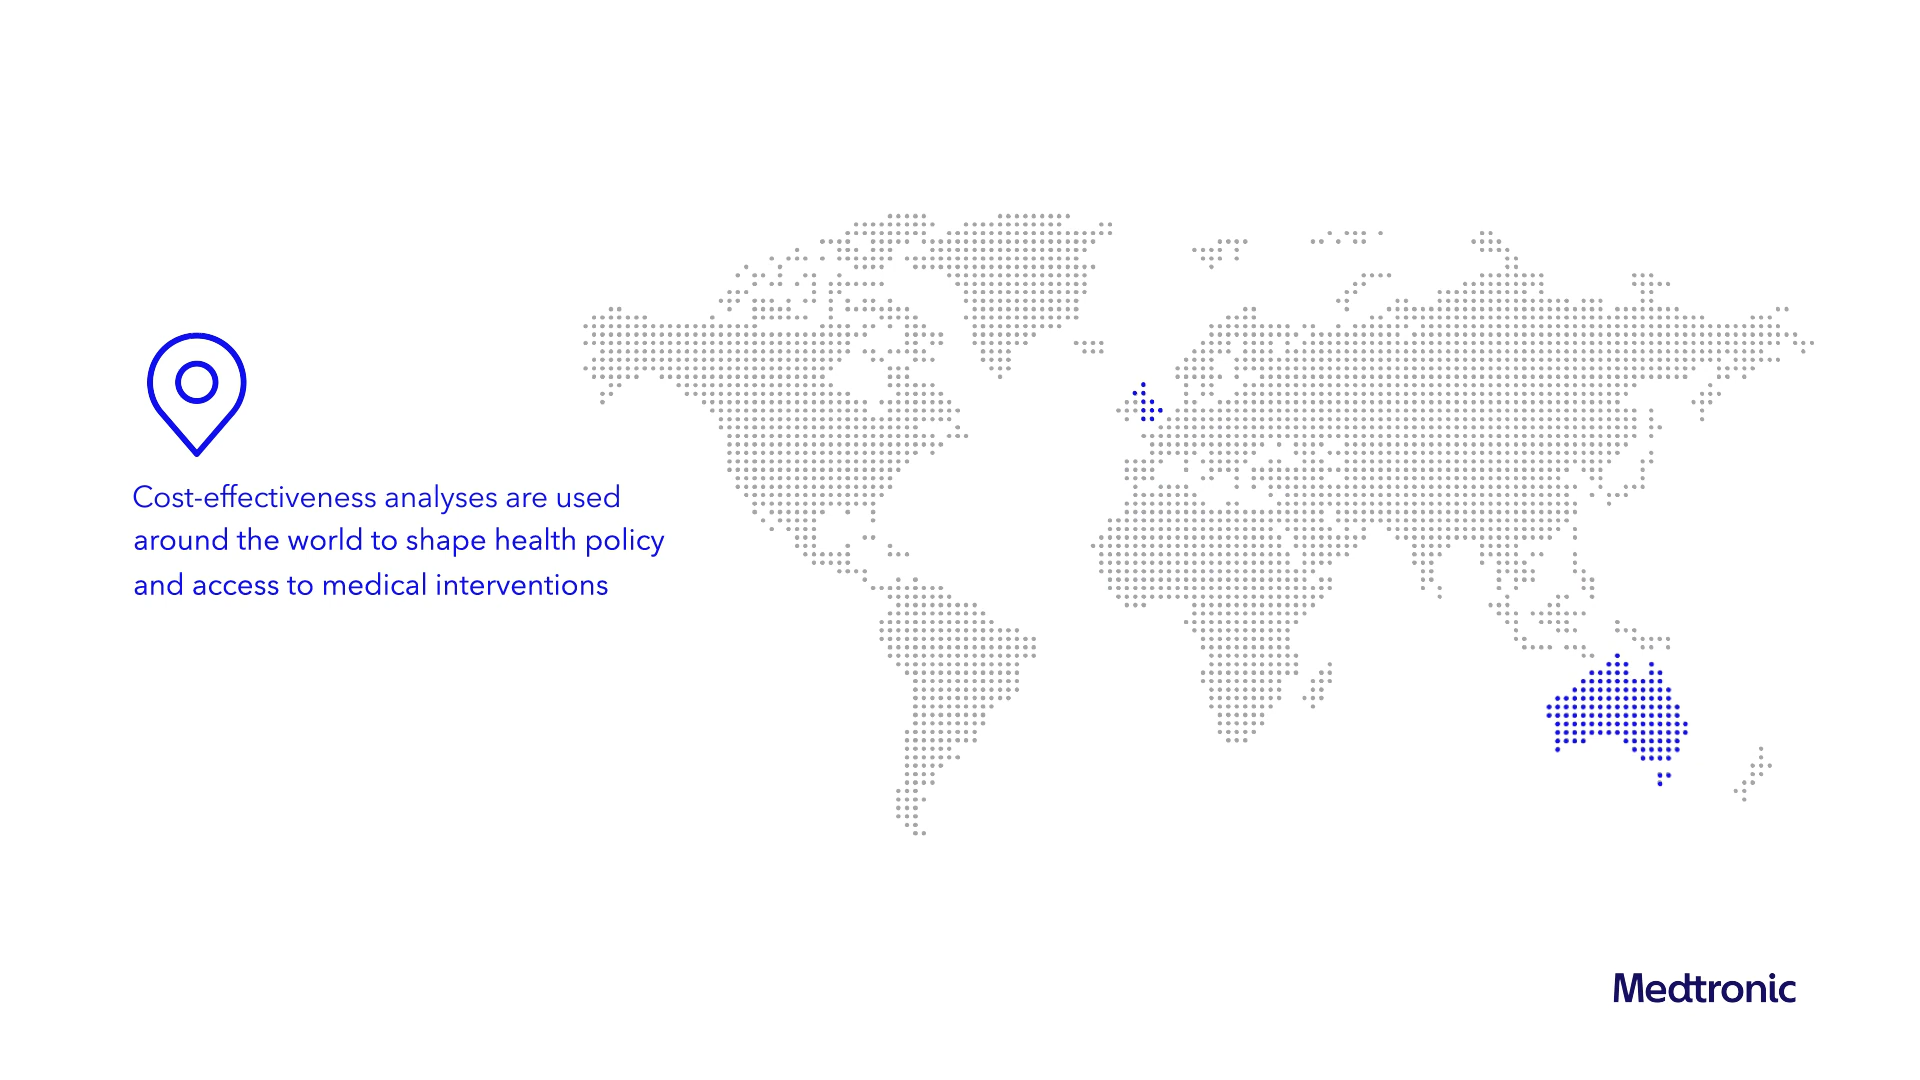 Cost-effectiveness analyses are used
around the world to shape health policy
and access to medical interventions
Medtronic